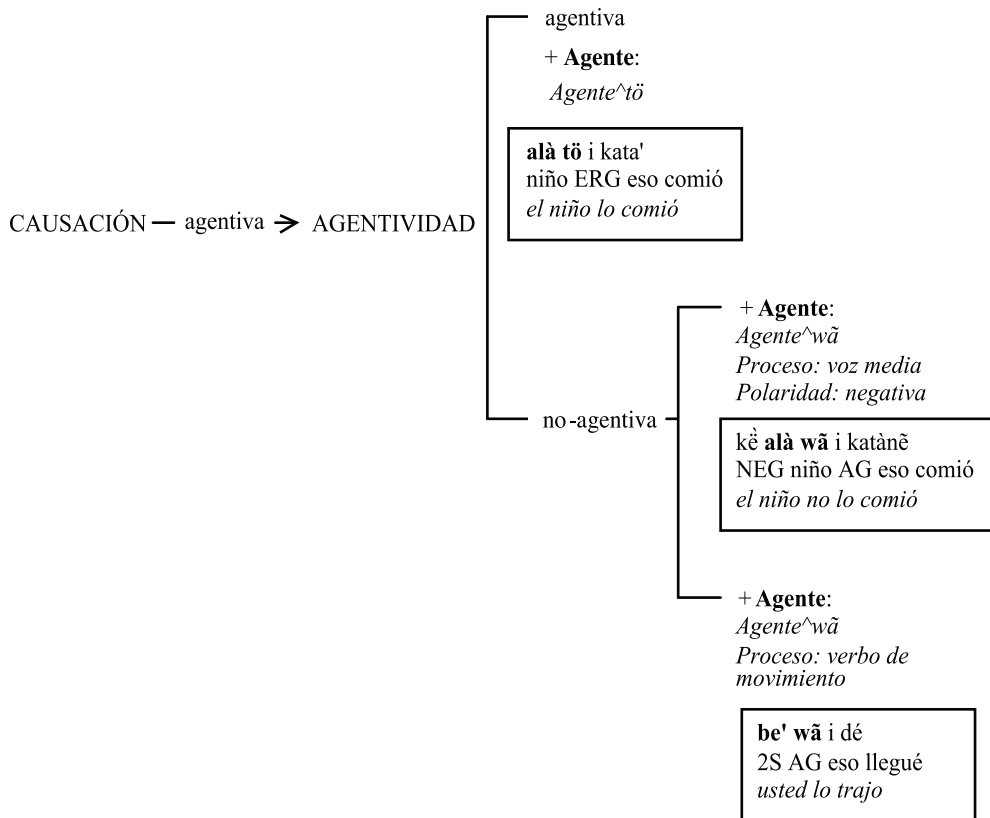 agentiva
+ Agente:
Agente^tö
alà tö i kata'
niño ERG eso comió
el niño lo comió
CAUSACIÓN — agentiva → AGENTIVIDAD
+ Agente:
Agente^wã
Proceso: voz media
Polaridad: negativa
no-agentiva
kë̀ alà wã i katànẽ
NEG niño AG eso comió
el niño no lo comió
+ Agente:
Agente^wã
Proceso: verbo de
movimiento
be' wã i dé
2S AG eso llegué
usted lo trajo